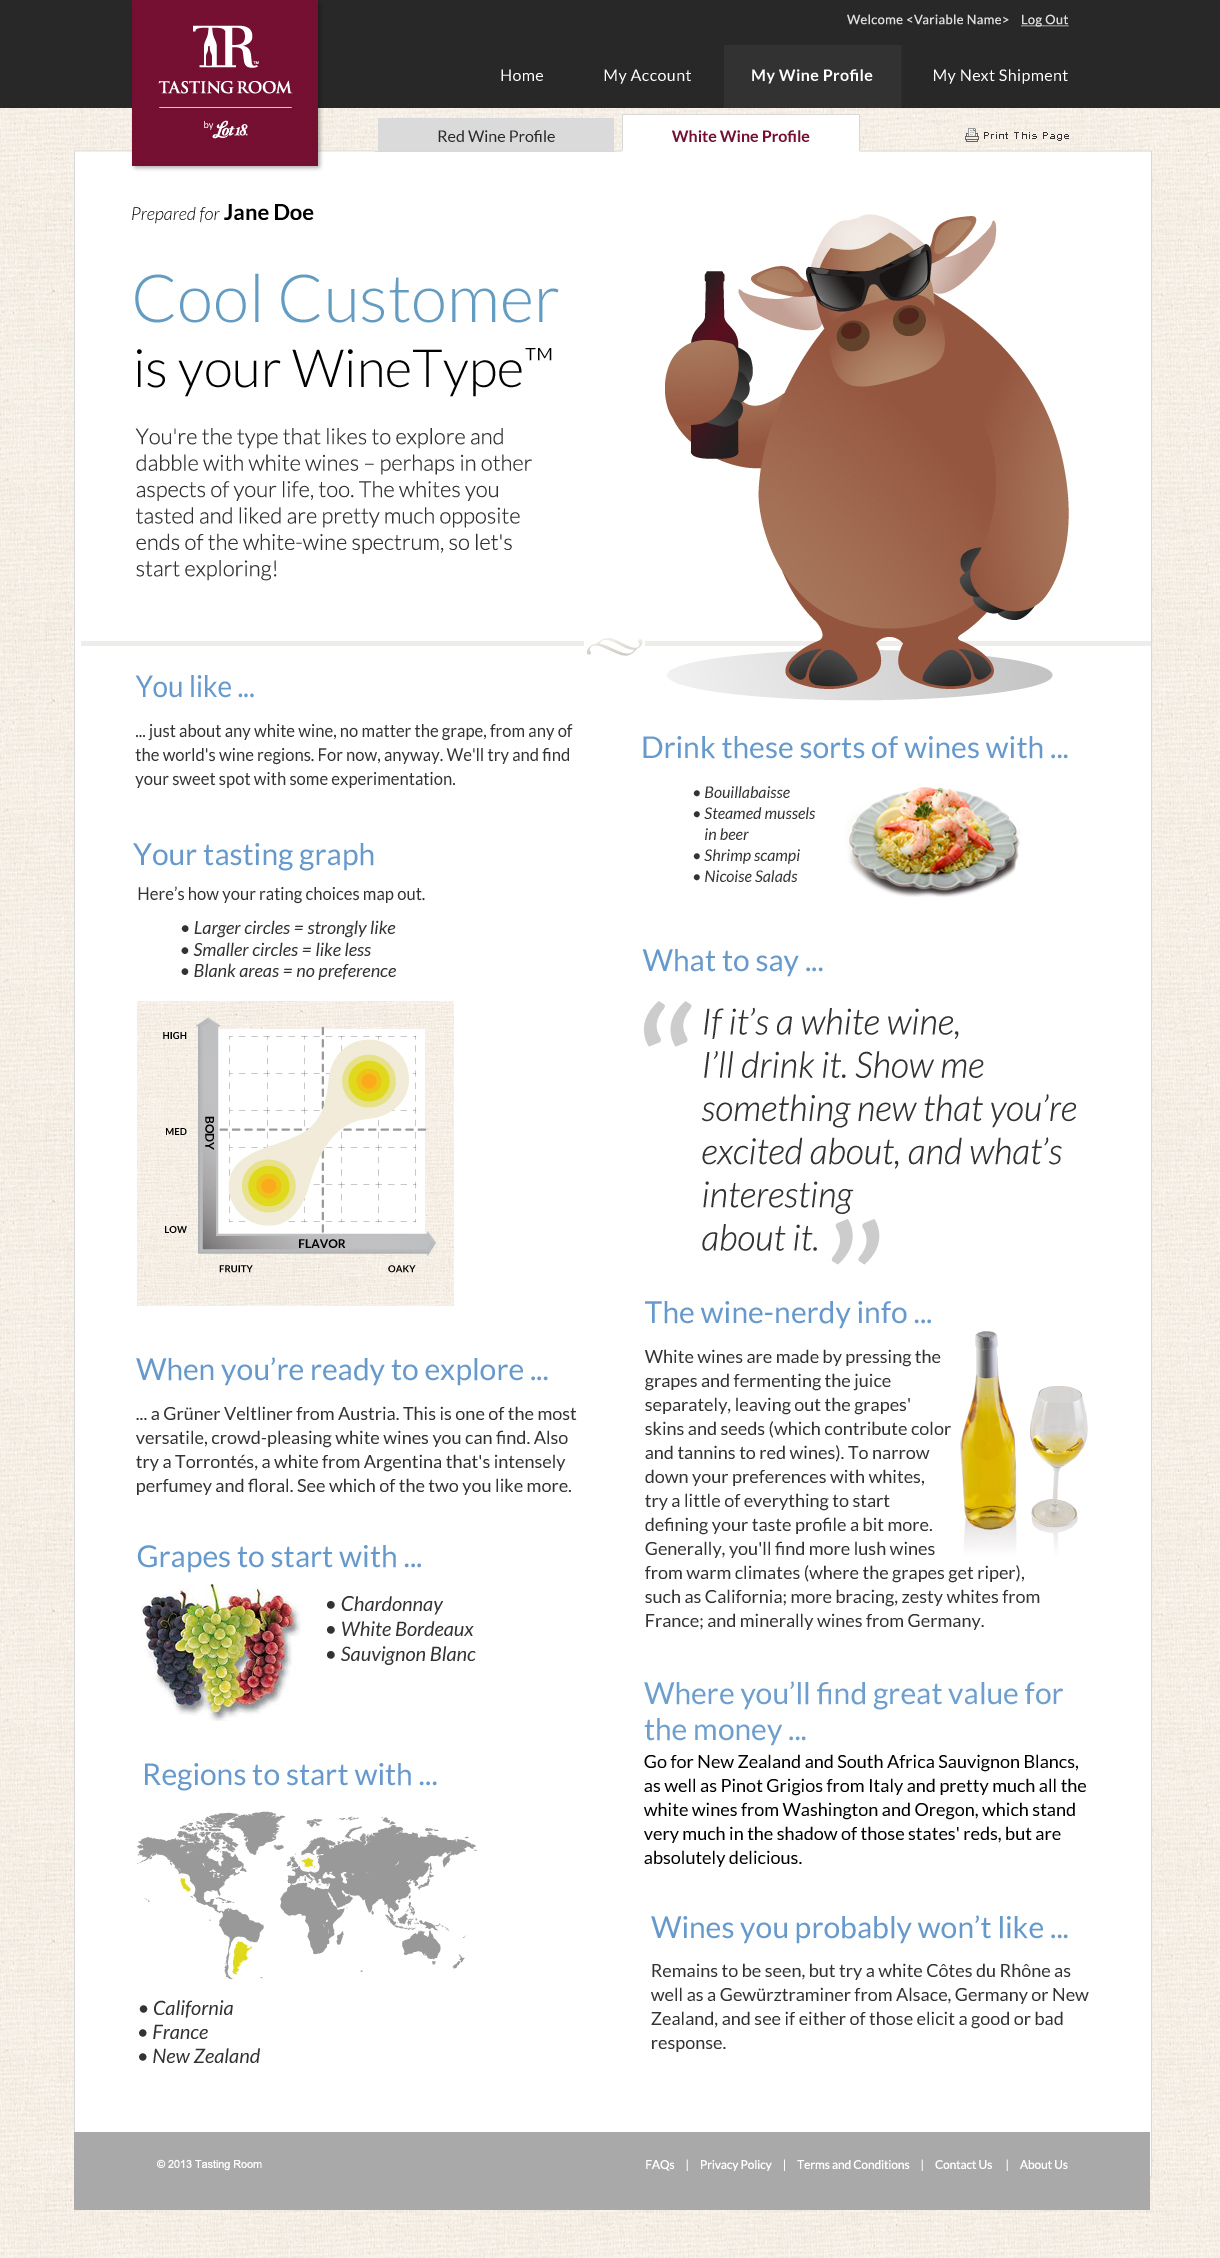 Welcome <Variable Name> Log Out
TR
TASTING ROOM
by Lot18.
Home My Account My Wine Profile My Next Shipment
Red Wine Profile White Wine Profile Print This Page
Prepared for Jane Doe
Cool Customer
is your WineType™
You're the type that likes to explore and
dabble with white wines – perhaps in other
aspects of your life, too. The whites you
tasted and liked are pretty much opposite
ends of the white-wine spectrum, so let's
start exploring!
You like ...
... just about any white wine, no matter the grape, from any of
the world's wine regions. For now, anyway. We'll try and find
your sweet spot with some experimentation.
Your tasting graph
Here's how your rating choices map out.
• Larger circles = strongly like
• Smaller circles = like less
• Blank areas = no preference
HIGH
MED
LOW
BODY
FLAVOR
FRUITY OAKY
When you're ready to explore ...
... a Grüner Veltliner from Austria. This is one of the most
versatile, crowd-pleasing white wines you can find. Also
try a Torrontés, a white from Argentina that's intensely
perfumey and floral. See which of the two you like more.
Grapes to start with ...
• Chardonnay
• White Bordeaux
• Sauvignon Blanc
Regions to start with ...
• California
• France
• New Zealand
Drink these sorts of wines with ...
• Bouillabaisse
• Steamed mussels
in beer
• Shrimp scampi
• Nicoise Salads
What to say ...
“ If it's a white wine,
I'll drink it. Show me
something new that you're
excited about, and what's
interesting
about it. ”
The wine-nerdy info ...
White wines are made by pressing the
grapes and fermenting the juice
separately, leaving out the grapes'
skins and seeds (which contribute color
and tannins to red wines). To narrow
down your preferences with whites,
try a little of everything to start
defining your taste profile a bit more.
Generally, you'll find more lush wines
from warm climates (where the grapes get riper),
such as California; more bracing, zesty whites from
France; and minerally wines from Germany.
Where you'll find great value for
the money ...
Go for New Zealand and South Africa Sauvignon Blancs,
as well as Pinot Grigios from Italy and pretty much all the
white wines from Washington and Oregon, which stand
very much in the shadow of those states' reds, but are
absolutely delicious.
Wines you probably won't like ...
Remains to be seen, but try a white Côtes du Rhône as
well as a Gewürztraminer from Alsace, Germany or New
Zealand, and see if either of those elicit a good or bad
response.
© 2013 Tasting Room
FAQs | Privacy Policy | Terms and Conditions | Contact Us | About Us